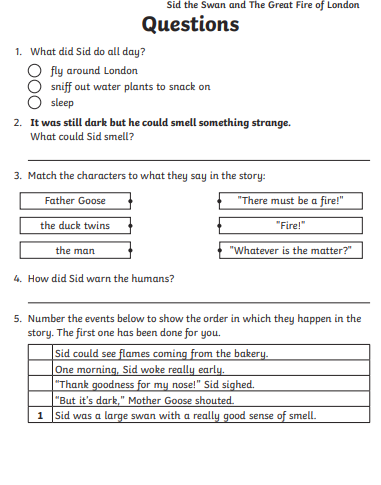 Sid the Swan and The Great Fire of London
Questions
1. What did Sid do all day?
fly around London
sniff out water plants to snack on
sleep
2. It was still dark but he could smell something strange.
What could Sid smell?
3. Match the characters to what they say in the story:
Father Goose "There must be a fire!"
the duck twins "Fire!"
the man "Whatever is the matter?"
4. How did Sid warn the humans?
5. Number the events below to show the order in which they happen in the
story. The first one has been done for you.
Sid could see flames coming from the bakery.
One morning, Sid woke really early.
"Thank goodness for my nose!" Sid sighed.
"But it's dark," Mother Goose shouted.
1 Sid was a large swan with a really good sense of smell.